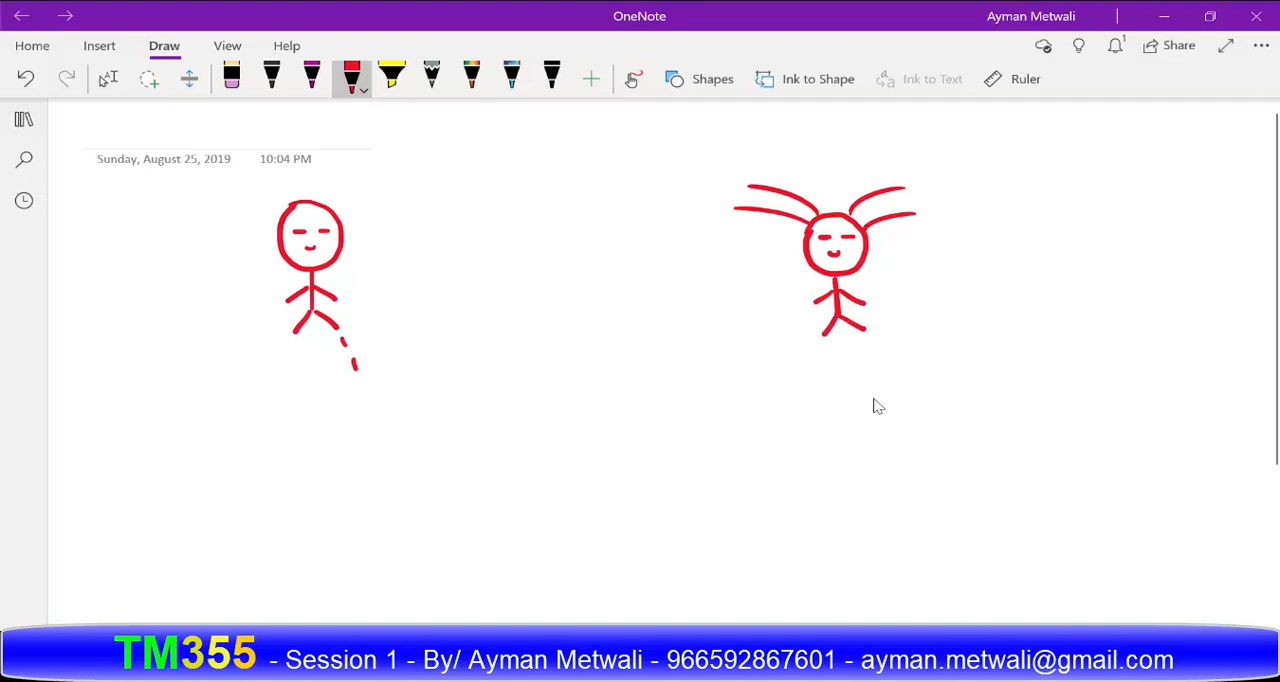 OneNote
Ayman Metwali
Home Insert Draw View Help
Share
Shapes Ink to Shape Ink to Text Ruler
Sunday, August 25, 2019 10:04 PM
TM355 - Session 1 - By/ Ayman Metwali - 966592867601 - ayman.metwali@gmail.com